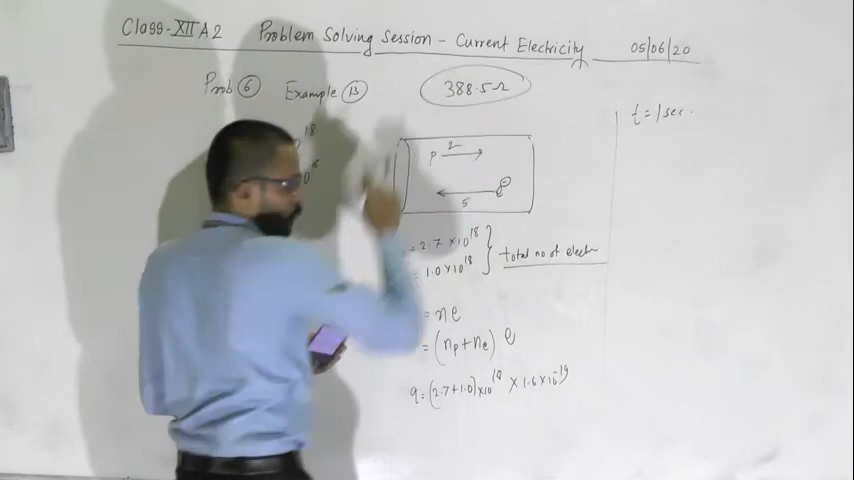 Class-XII A2 Problem Solving Session - Current Electricity 05/06/20
Prob 6 Example 13 388.5Ω
t = 1 sec.
18
P 2
e⊖
5
= 2.7 × 10^18
= 1.0 × 10^18
total no of electron
= ne
= (np + ne) e
q = (2.7+1.0) × 10^18 × 1.6 × 10^-19